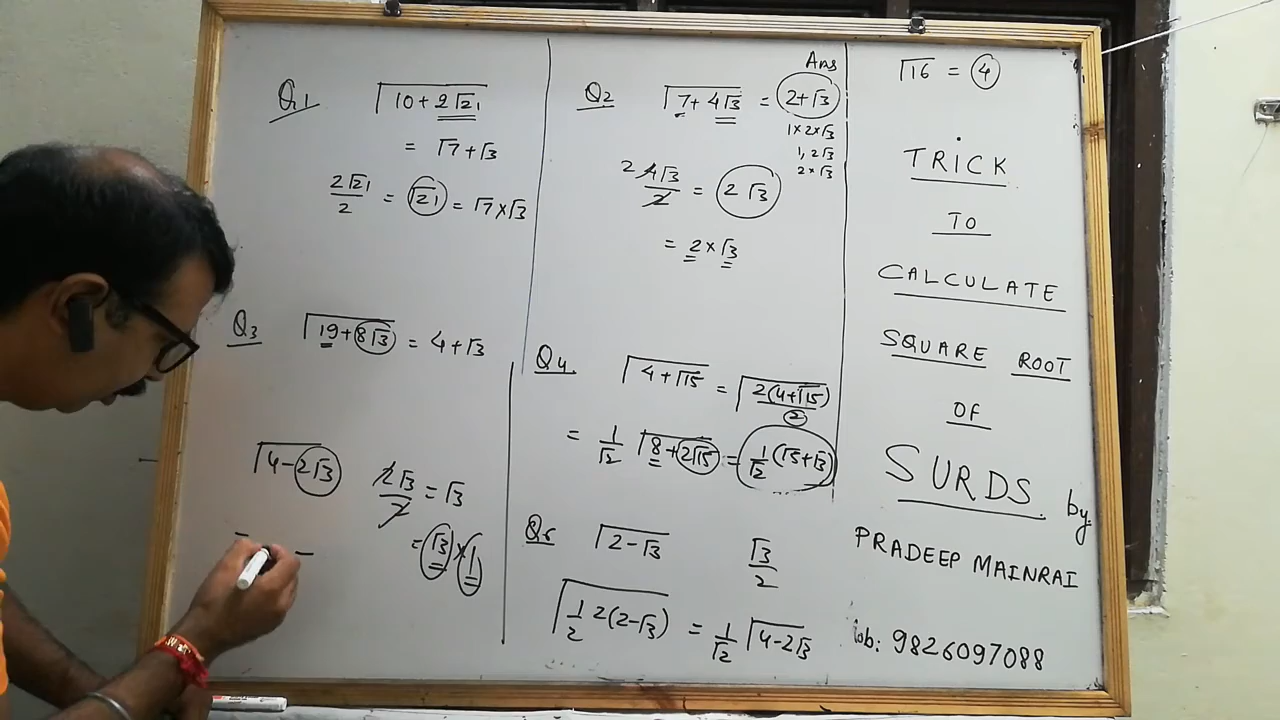 Q1 √10+2√21
= √7+√3
2√21/2 = √21 = √7×√3
Q2 √7+4√3 = 2+√3
Ans
1×2×√3
1, 2√3
2×√3
2 4√3/2 = 2√3
= 2×√3
Q3 √19+8√3 = 4+√3
√4-2√3
2√3/2 = √3
= √3×1
Q4. √4+√15 = √2(4+√15)/2
= 1/√2 √8+2√15 = 1/√2 (√5+√3)
√2-√3
√3/2
√1/2 2(2-√3) = 1/√2 √4-2√3
√16 = 4
TRICK
TO
CALCULATE
SQUARE ROOT
OF
SURDS. by
PRADEEP MAINRAI
ob: 9826097088